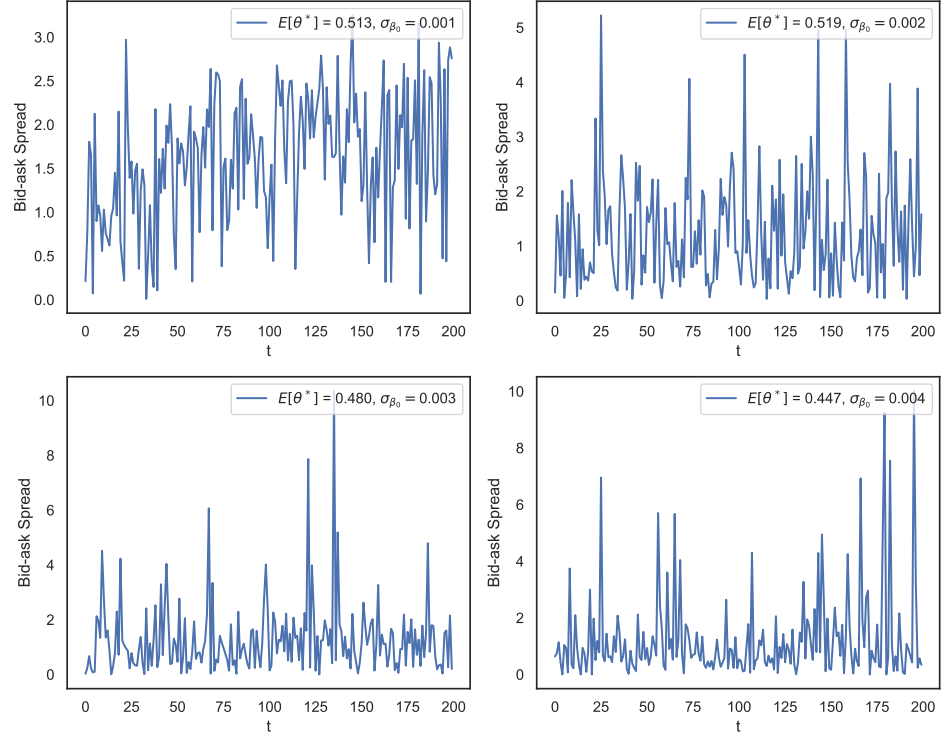 E[θ*] = 0.513, σβ₀ = 0.001
3.0
2.5
2.0
1.5
1.0
0.5
0.0
Bid-ask Spread
0 25 50 75 100 125 150 175 200
t
E[θ*] = 0.519, σβ₀ = 0.002
5
4
3
2
1
0
Bid-ask Spread
0 25 50 75 100 125 150 175 200
t
E[θ*] = 0.480, σβ₀ = 0.003
10
8
6
4
2
0
Bid-ask Spread
0 25 50 75 100 125 150 175 200
t
E[θ*] = 0.447, σβ₀ = 0.004
10
8
6
4
2
0
Bid-ask Spread
0 25 50 75 100 125 150 175 200
t